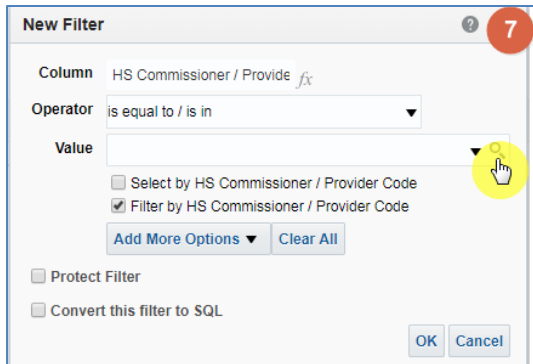 New Filter ? 7
Column HS Commissioner / Provide fx
Operator is equal to / is in
Value
Select by HS Commissioner / Provider Code
Filter by HS Commissioner / Provider Code
Add More Options Clear All
Protect Filter
Convert this filter to SQL
OK Cancel